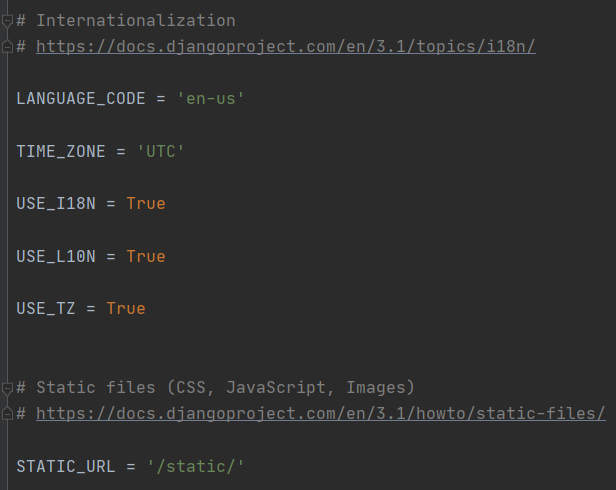 # Internationalization
# https://docs.djangoproject.com/en/3.1/topics/i18n/
LANGUAGE_CODE = 'en-us'
TIME_ZONE = 'UTC'
USE_I18N = True
USE_L10N = True
USE_TZ = True
# Static files (CSS, JavaScript, Images)
# https://docs.djangoproject.com/en/3.1/howto/static-files/
STATIC_URL = '/static/'